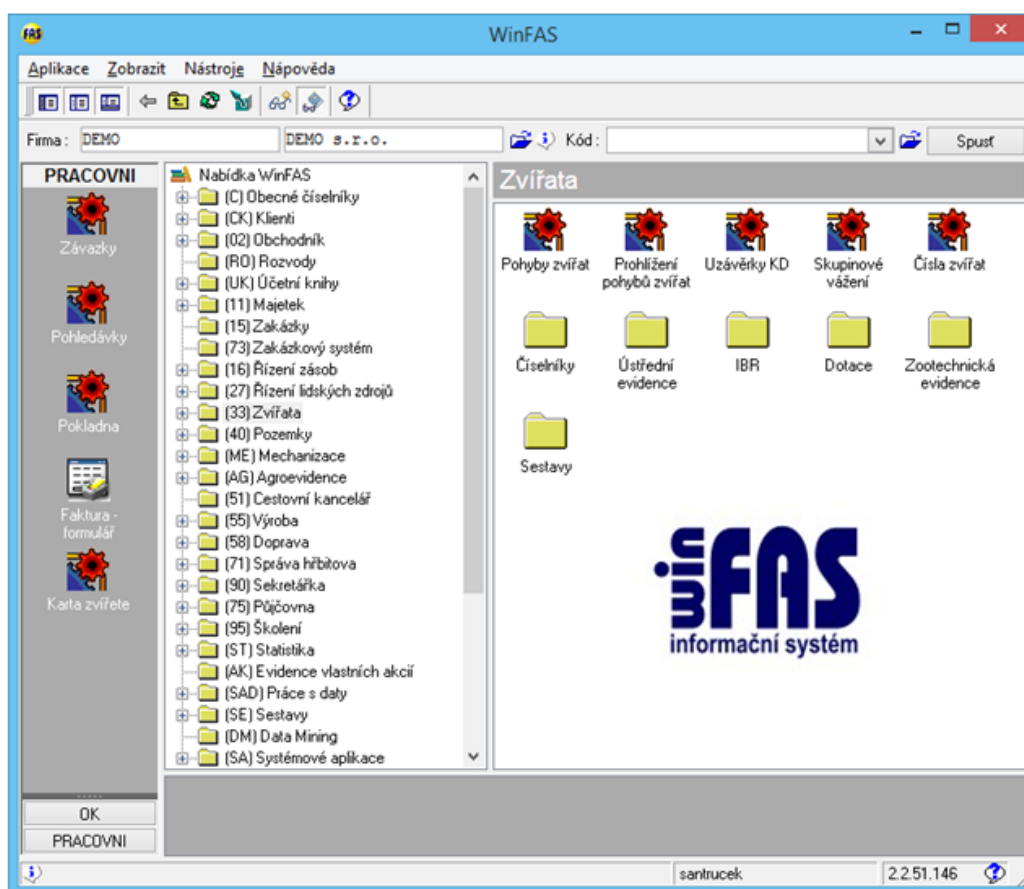 FAS
WinFAS
Aplikace Zobrazit Nástroje Nápověda
Firma : DEMO DEMO s.r.o. Kód : Spusť
PRACOVNI
Závazky
Pohledávky
Pokladna
Faktura -
formulář
Karta zvířete
OK
PRACOVNI
Nabídka WinFAS
(C) Obecné číselníky
(CK) Klienti
(02) Obchodník
(RO) Rozvody
(UK) Účetní knihy
(11) Majetek
(15) Zakázky
(73) Zakázkový systém
(16) Řízení zásob
(27) Řízení lidských zdrojů
(33) Zvířata
(40) Pozemky
(ME) Mechanizace
(AG) Agroevidence
(51) Cestovní kancelář
(55) Výroba
(58) Doprava
(71) Správa hřbitova
(90) Sekretářka
(75) Půjčovna
(95) Školení
(ST) Statistika
(AK) Evidence vlastních akcií
(SAD) Práce s daty
(SE) Sestavy
(DM) Data Mining
(SA) Systémové aplikace
Zvířata
Pohyby zvířat
Prohlížení
pohybů zvířat
Uzávěrky KD
Skupinové
vážení
Čísla zvířat
Číselníky
Ústřední
evidence
IBR
Dotace
Zootechnická
evidence
Sestavy
winFAS
informační systém
santrucek 2.2.51.146